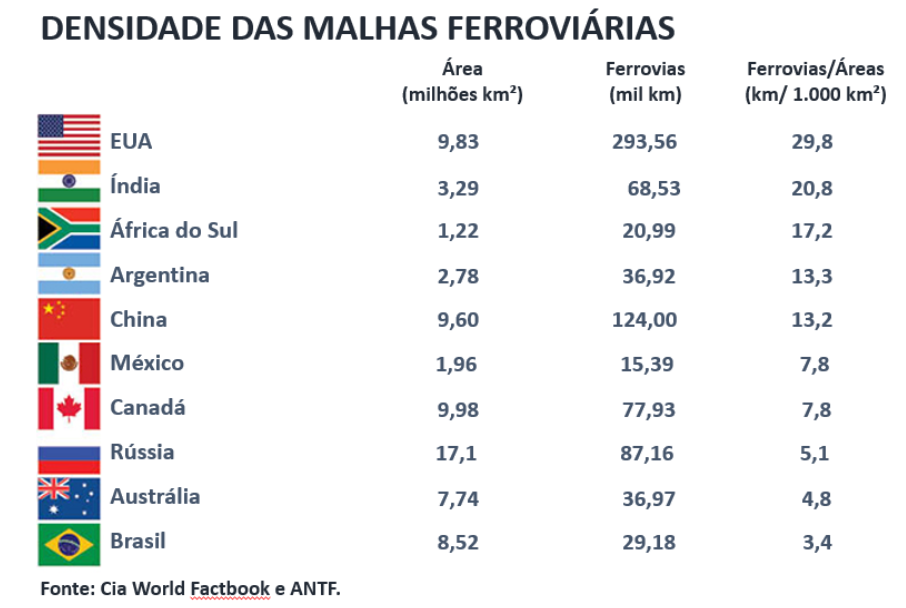 DENSIDADE DAS MALHAS FERROVIÁRIAS
Área Ferrovias Ferrovias/Áreas
(milhões km²) (mil km) (km/ 1.000 km²)
EUA 9,83 293,56 29,8
Índia 3,29 68,53 20,8
África do Sul 1,22 20,99 17,2
Argentina 2,78 36,92 13,3
China 9,60 124,00 13,2
México 1,96 15,39 7,8
Canadá 9,98 77,93 7,8
Rússia 17,1 87,16 5,1
Austrália 7,74 36,97 4,8
Brasil 8,52 29,18 3,4
Fonte: Cia World Factbook e ANTF.